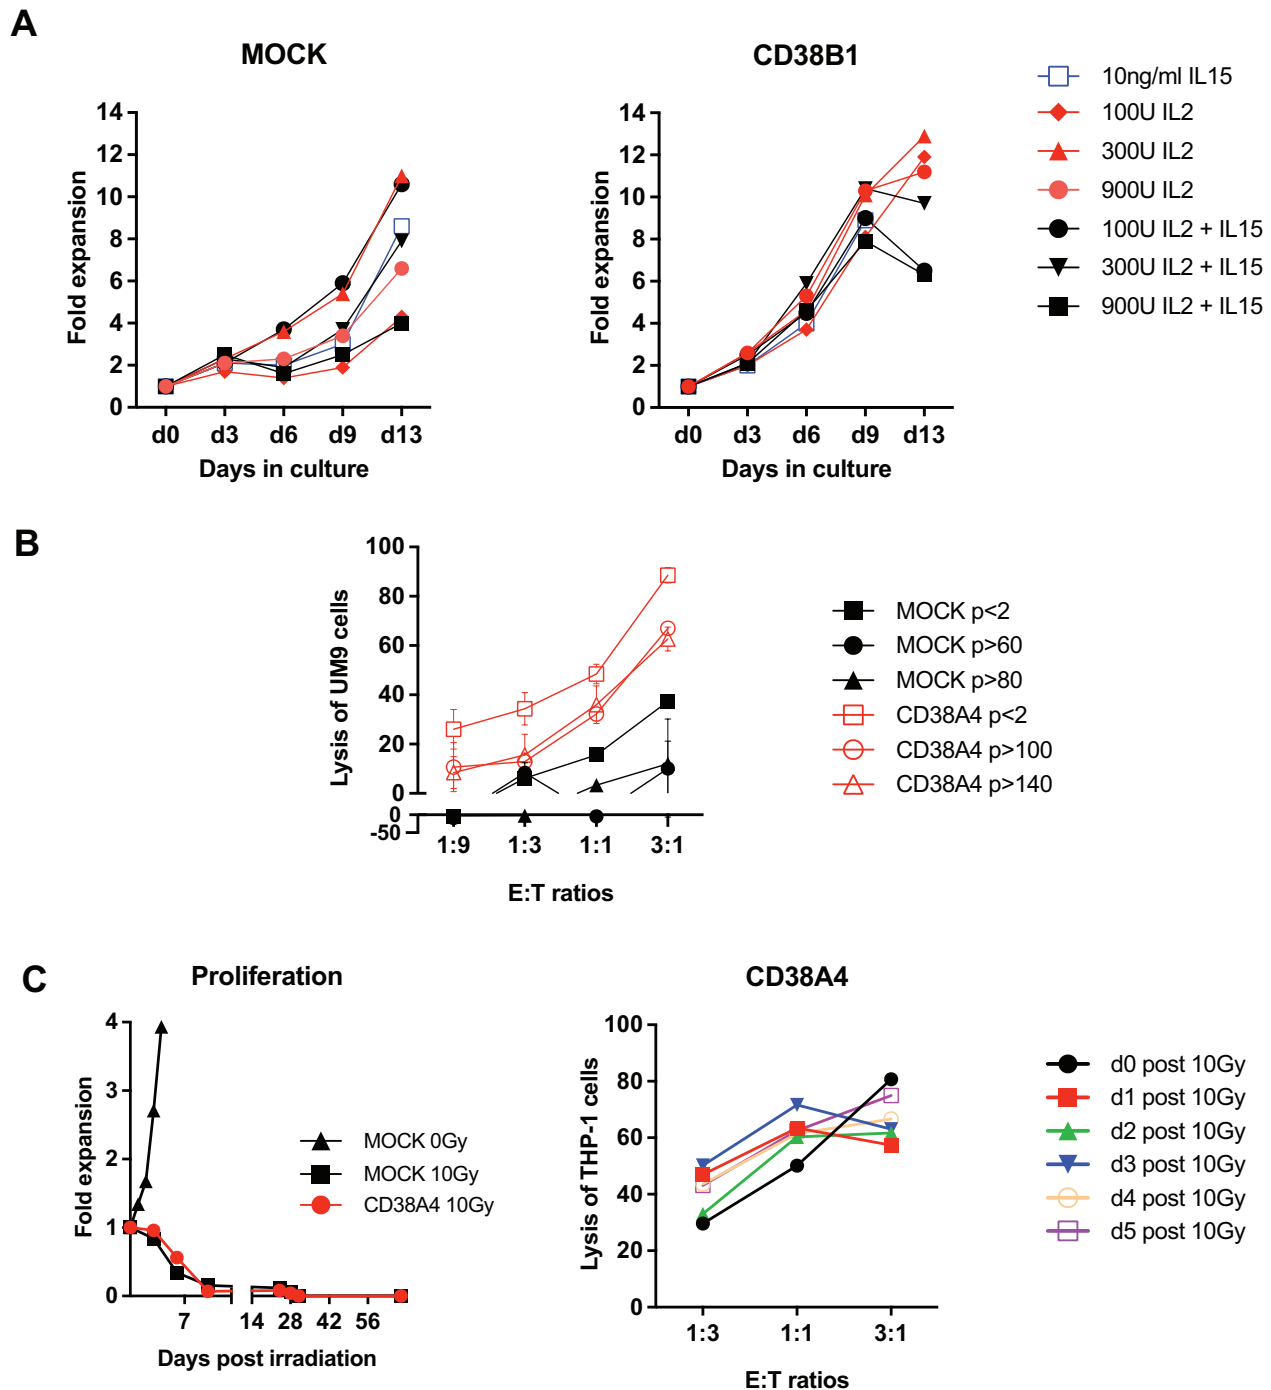 A
MOCK
CD38B1
10ng/ml IL15
100U IL2
300U IL2
900U IL2
100U IL2 + IL15
300U IL2 + IL15
900U IL2 + IL15
Fold expansion
14
12
10
8
6
4
2
0
d0 d3 d6 d9 d13
Days in culture
Fold expansion
14
12
10
8
6
4
2
0
d0 d3 d6 d9 d13
Days in culture
B
Lysis of UM9 cells
100
80
60
40
20
0
0
-50
1:9 1:3 1:1 3:1
E:T ratios
MOCK p<2
MOCK p>60
MOCK p>80
CD38A4 p<2
CD38A4 p>100
CD38A4 p>140
C
Proliferation
Fold expansion
4
3
2
1
0
7 14 28 42 56
Days post irradiation
MOCK 0Gy
MOCK 10Gy
CD38A4 10Gy
CD38A4
Lysis of THP-1 cells
100
80
60
40
20
0
1:3 1:1 3:1
E:T ratios
d0 post 10Gy
d1 post 10Gy
d2 post 10Gy
d3 post 10Gy
d4 post 10Gy
d5 post 10Gy